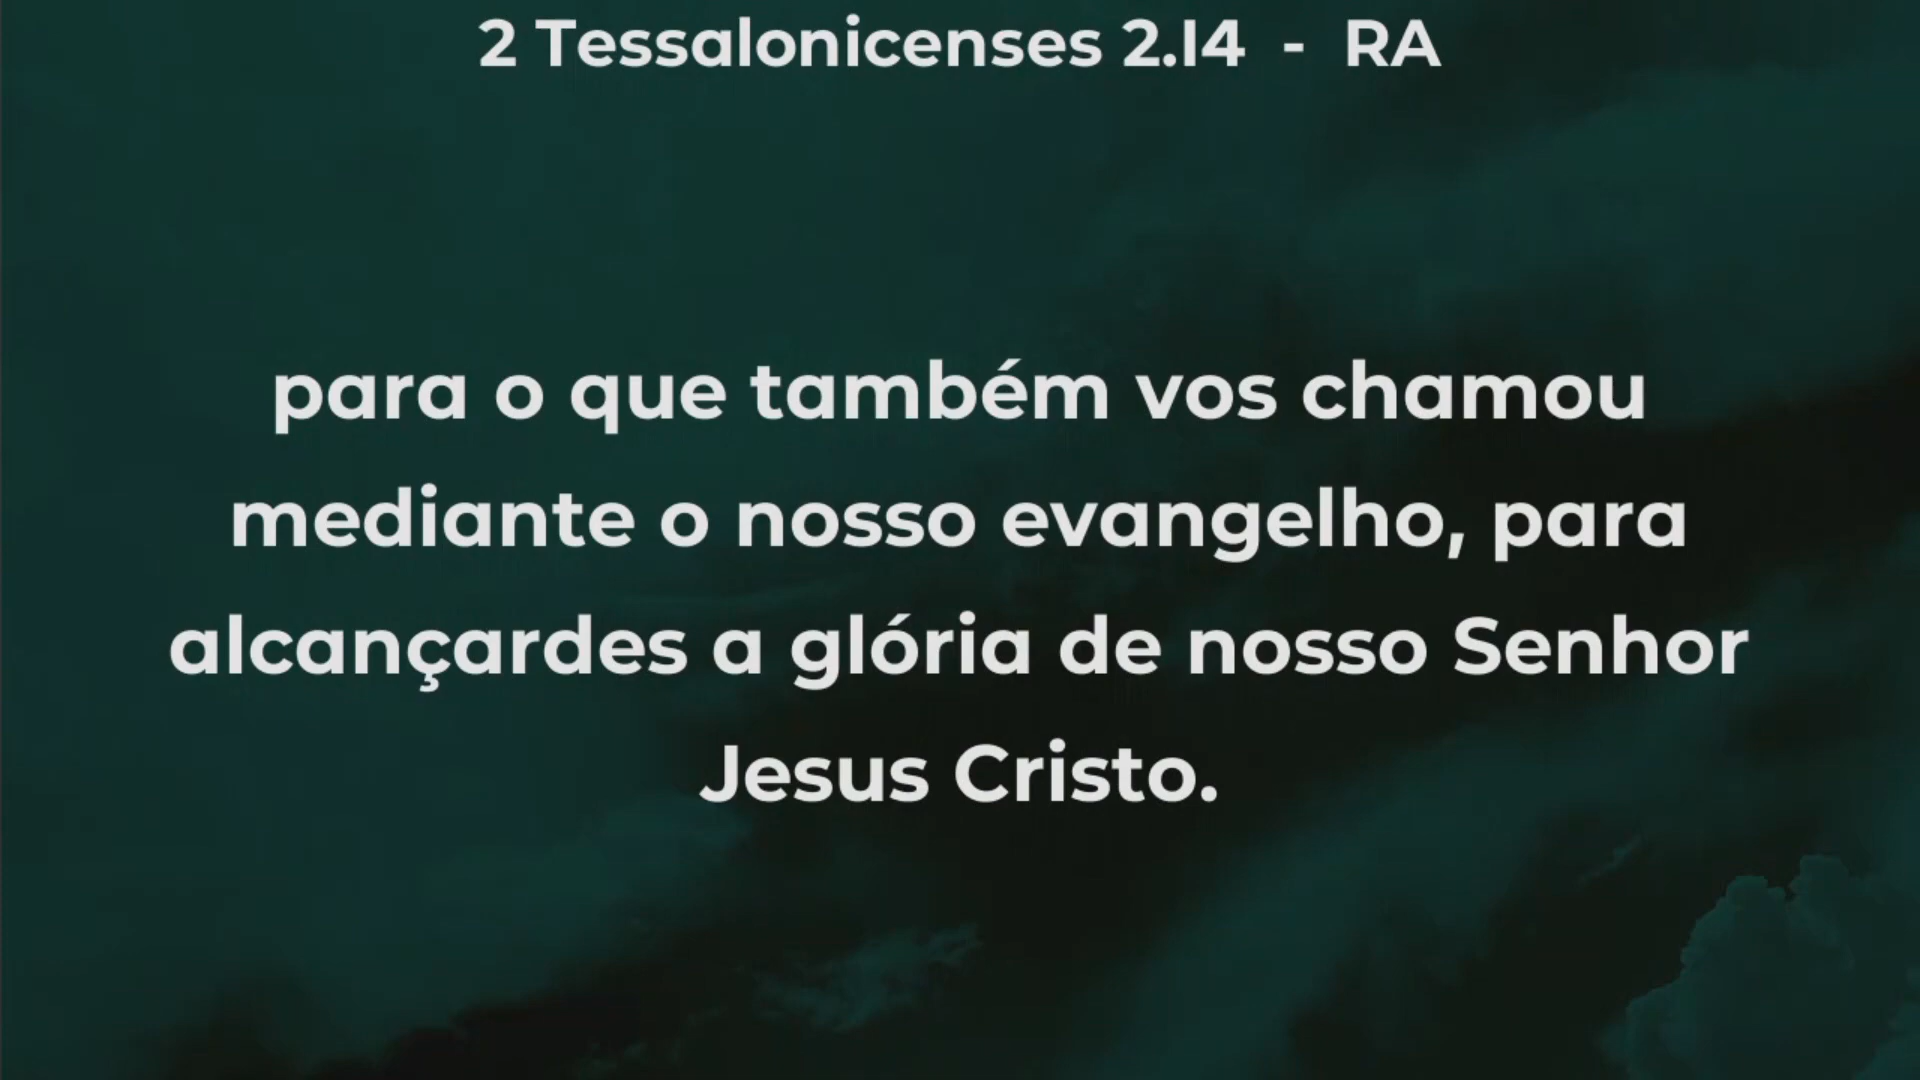 2 Tessalonicenses 2.14 - RA
para o que também vos chamou
mediante o nosso evangelho, para
alcançardes a glória de nosso Senhor
Jesus Cristo.